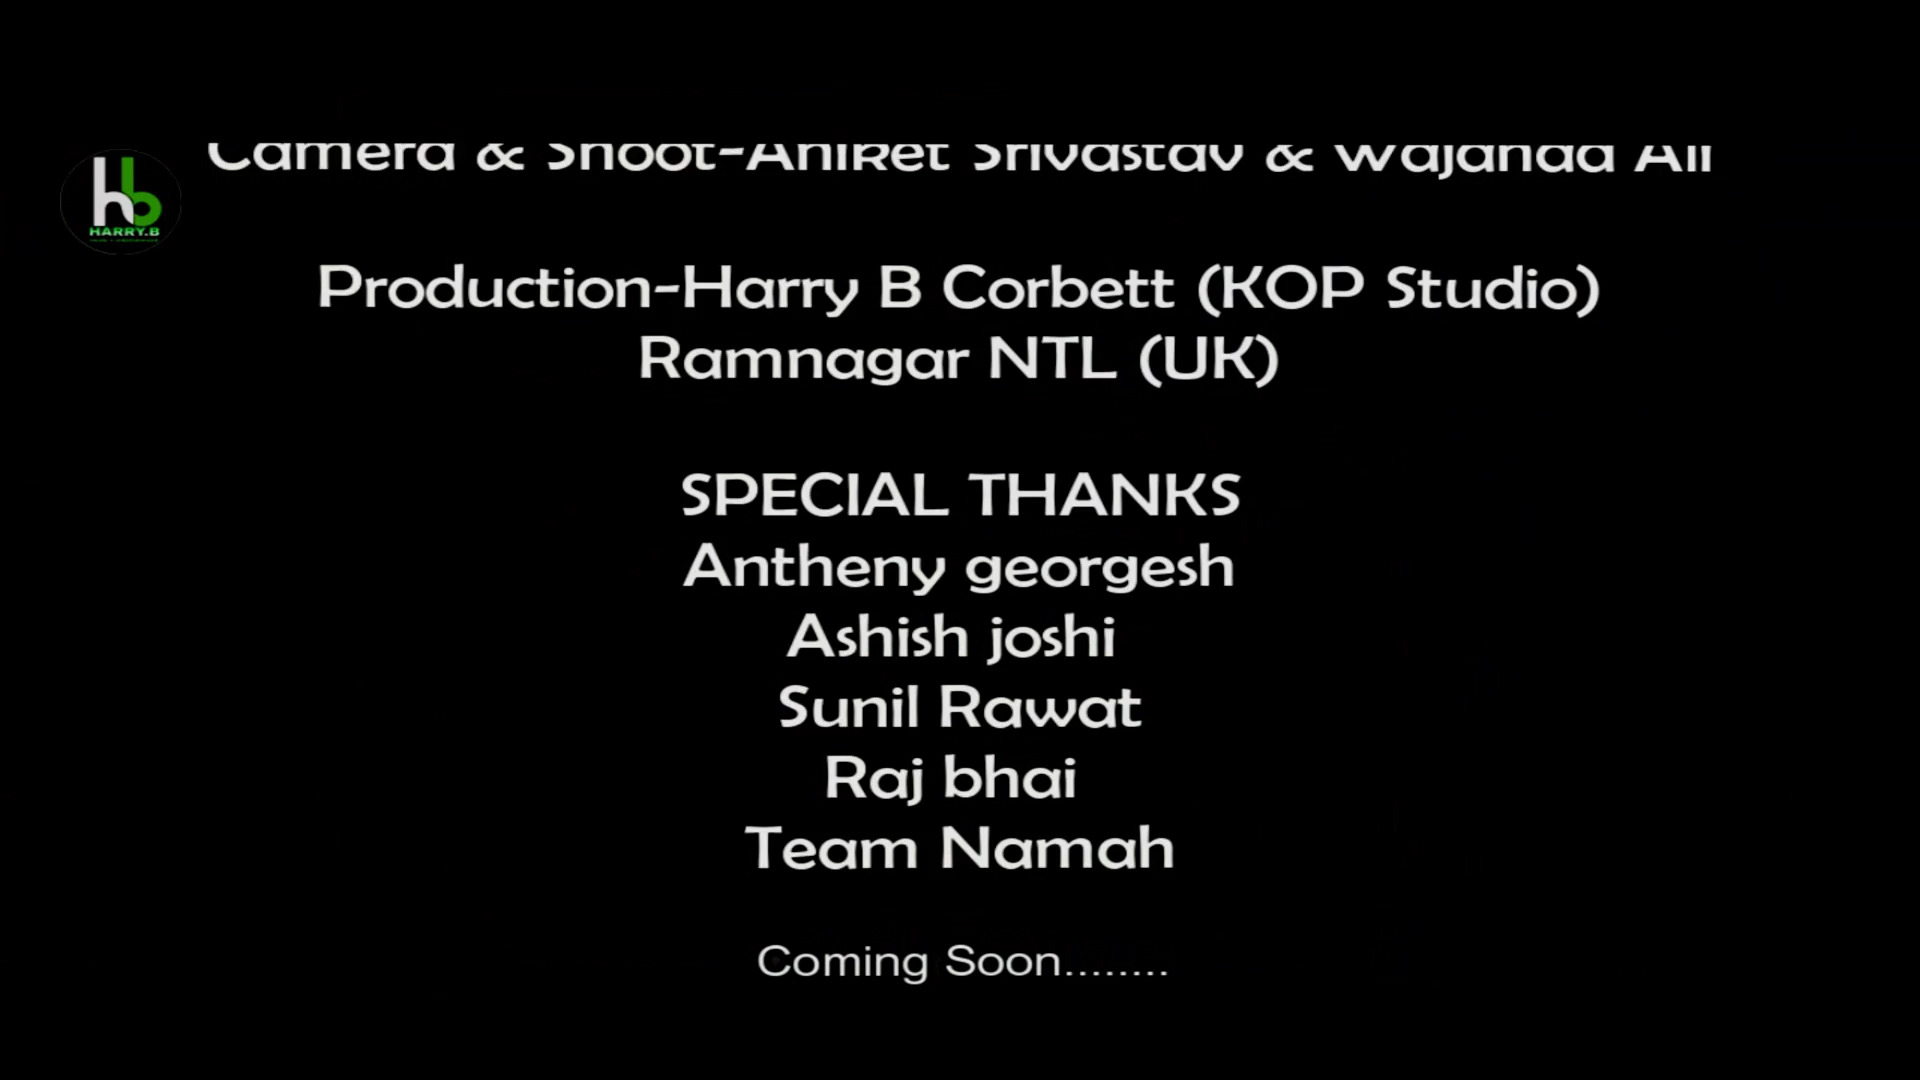 HARRY.B
Camera & Shoot-Aniket Srivastav & Ali
Production-Harry B Corbett (KOP Studio)
Ramnagar NTL (UK)
SPECIAL THANKS
Antheny georgesh
Ashish joshi
Sunil Rawat
Raj bhai
Team Namah
Coming Soon........